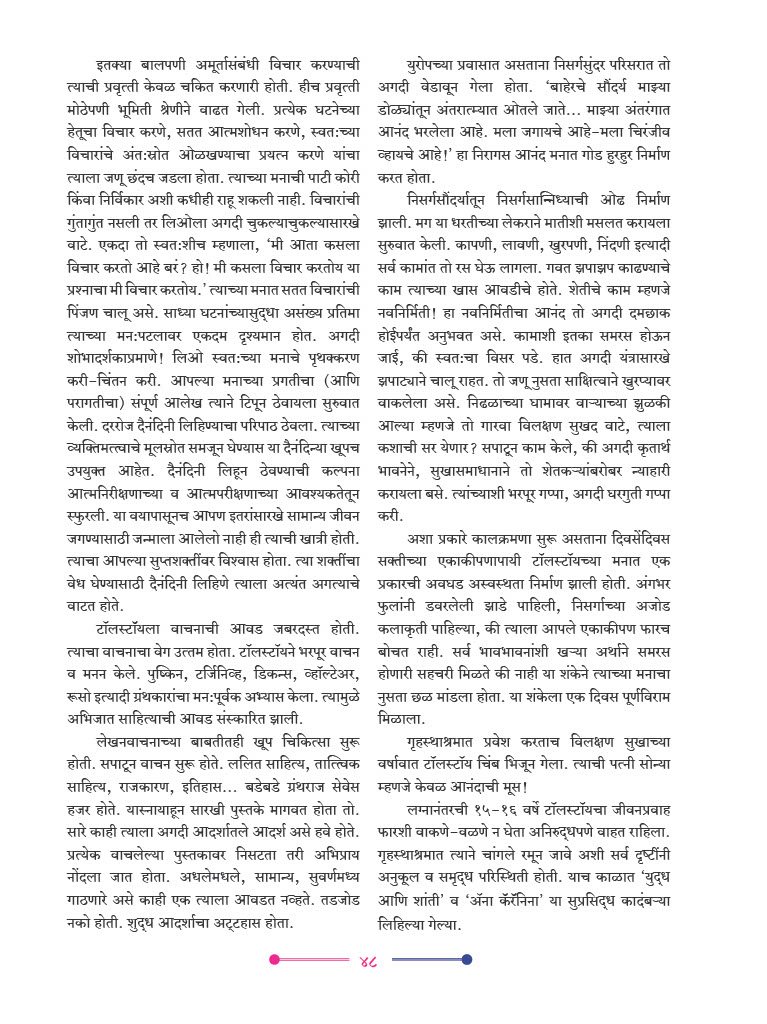 इतक्या बालपणी अमूर्तासंबंधी विचार करण्याची
त्याची प्रवृत्ती केवळ चकित करणारी होती. हीच प्रवृत्ती
मोठेपणी भूमिती श्रेणीने वाढत गेली. प्रत्येक घटनेच्या
हेतूचा विचार करणे, सतत आत्मशोधन करणे, स्वतःच्या
विचारांचे अंतःस्रोत ओळखण्याचा प्रयत्न करणे यांचा
त्याला जणू छंदच जडला होता. त्याच्या मनाची पाटी कोरी
किंवा निर्विकार अशी कधीही राहू शकली नाही. विचारांची
गुंतागुंत नसली तर लिओला अगदी चुकल्याचुकल्यासारखे
वाटे. एकदा तो स्वतःशीच म्हणाला, ‘मी आता कसला
विचार करतो आहे बरं? हो! मी कसला विचार करतोय या
प्रश्नाचा मी विचार करतोय.’ त्याच्या मनात सतत विचारांची
पिंजण चालू असे. साध्या घटनांच्यासुद्धा असंख्य प्रतिमा
त्याच्या मनःपटलावर एकदम दृश्यमान होत. अगदी
शोभादर्शकाप्रमाणे! लिओ स्वतःच्या मनाचे पृथक्करण
करी-चिंतन करी. आपल्या मनाच्या प्रगतीचा (आणि
परागतीचा) संपूर्ण आलेख त्याने टिपून ठेवायला सुरुवात
केली. दररोज दैनंदिनी लिहिण्याचा परिपाठ ठेवला. त्याच्या
व्यक्तिमत्त्वाचे मूलस्रोत समजून घेण्यास या दैनंदिन्या खूपच
उपयुक्त आहेत. दैनंदिनी लिहून ठेवण्याची कल्पना
आत्मनिरीक्षणाच्या व आत्मपरीक्षणाच्या आवश्यकतेतून
स्फुरली. या वयापासूनच आपण इतरांसारखे सामान्य जीवन
जगण्यासाठी जन्माला आलेलो नाही ही त्याची खात्री होती.
त्याचा आपल्या सुप्तशक्तींवर विश्वास होता. त्या शक्तींचा
वेध घेण्यासाठी दैनंदिनी लिहिणे त्याला अत्यंत अगत्याचे
वाटत होते.
टॉलस्टॉयला वाचनाची आवड जबरदस्त होती.
त्याचा वाचनाचा वेग उत्तम होता. टॉलस्टॉयने भरपूर वाचन
व मनन केले. पुष्किन, टर्जिनिव्ह, डिकन्स, व्हॉल्टेअर,
रूसो इत्यादी ग्रंथकारांचा मनःपूर्वक अभ्यास केला. त्यामुळे
अभिजात साहित्याची आवड संस्कारित झाली.
लेखनवाचनाच्या बाबतीतही खूप चिकित्सा सुरू
होती. सपाटून वाचन सुरू होते. ललित साहित्य, तात्त्विक
साहित्य, राजकारण, इतिहास... बडेबडे ग्रंथराज सेवेस
हजर होते. यास्नायाहून सारखी पुस्तके मागवत होता तो.
सारे काही त्याला अगदी आदर्शातले आदर्श असे हवे होते.
प्रत्येक वाचलेल्या पुस्तकावर निसटता तरी अभिप्राय
नोंदला जात होता. अधलेमधले, सामान्य, सुवर्णमध्य
गाठणारे असे काही एक त्याला आवडत नव्हते. तडजोड
नको होती. शुद्ध आदर्शाचा अट्टहास होता.
युरोपच्या प्रवासात असताना निसर्गसुंदर परिसरात तो
अगदी वेडावून गेला होता. ‘बाहेरचे सौंदर्य माझ्या
डोळ्यांतून अंतरात्म्यात ओतले जाते... माझ्या अंतरंगात
आनंद भरलेला आहे. मला जगायचे आहे-मला चिरंजीव
व्हायचे आहे!’ हा निरागस आनंद मनात गोड हुरहुर निर्माण
करत होता.
निसर्गसौंदर्यातून निसर्गसान्निध्याची ओढ निर्माण
झाली. मग या धरतीच्या लेकराने मातीशी मसलत करायला
सुरुवात केली. कापणी, लावणी, खुरपणी, निंदणी इत्यादी
सर्व कामांत तो रस घेऊ लागला. गवत झपाझप काढण्याचे
काम त्याच्या खास आवडीचे होते. शेतीचे काम म्हणजे
नवनिर्मिती! हा नवनिर्मितीचा आनंद तो अगदी दमछाक
होईपर्यंत अनुभवत असे. कामाशी इतका समरस होऊन
जाई, की स्वतःचा विसर पडे. हात अगदी यंत्रासारखे
झपाट्याने चालू राहत. तो जणू नुसता साक्षित्वाने खुरप्यावर
वाकलेला असे. निढळाच्या घामावर वाऱ्याच्या झुळकी
आल्या म्हणजे तो गारवा विलक्षण सुखद वाटे, त्याला
कशाची सर येणार? सपाटून काम केले, की अगदी कृतार्थ
भावनेने, सुखासमाधानाने तो शेतकऱ्यांबरोबर न्याहारी
करायला बसे. त्यांच्याशी भरपूर गप्पा, अगदी घरगुती गप्पा
करी.
अशा प्रकारे कालक्रमणा सुरू असताना दिवसेंदिवस
सक्तीच्या एकाकीपणापायी टॉलस्टॉयच्या मनात एक
प्रकारची अवघड अस्वस्थता निर्माण झाली होती. अंगभर
फुलांनी डवरलेली झाडे पाहिली, निसर्गाच्या अजोड
कलाकृती पाहिल्या, की त्याला आपले एकाकीपण फारच
बोचत राही. सर्व भावभावनांशी खऱ्या अर्थाने समरस
होणारी सहचरी मिळते की नाही या शंकेने त्याच्या मनाचा
नुसता छळ मांडला होता. या शंकेला एक दिवस पूर्णविराम
मिळाला.
गृहस्थाश्रमात प्रवेश करताच विलक्षण सुखाच्या
वर्षावात टॉलस्टॉय चिंब भिजून गेला. त्याची पत्नी सोन्या
म्हणजे केवळ आनंदाची मूस!
लग्नानंतरची १५-१६ वर्षे टॉलस्टॉयचा जीवनप्रवाह
फारशी वाकणे-वळणे न घेता अनिरुद्धपणे वाहत राहिला.
गृहस्थाश्रमात त्याने चांगले रमून जावे अशी सर्व दृष्टींनी
अनुकूल व समृद्ध परिस्थिती होती. याच काळात ‘युद्ध
आणि शांती’ व ‘ॲना कॅरॅनिना’ या सुप्रसिद्ध कादंबऱ्या
लिहिल्या गेल्या.
४८